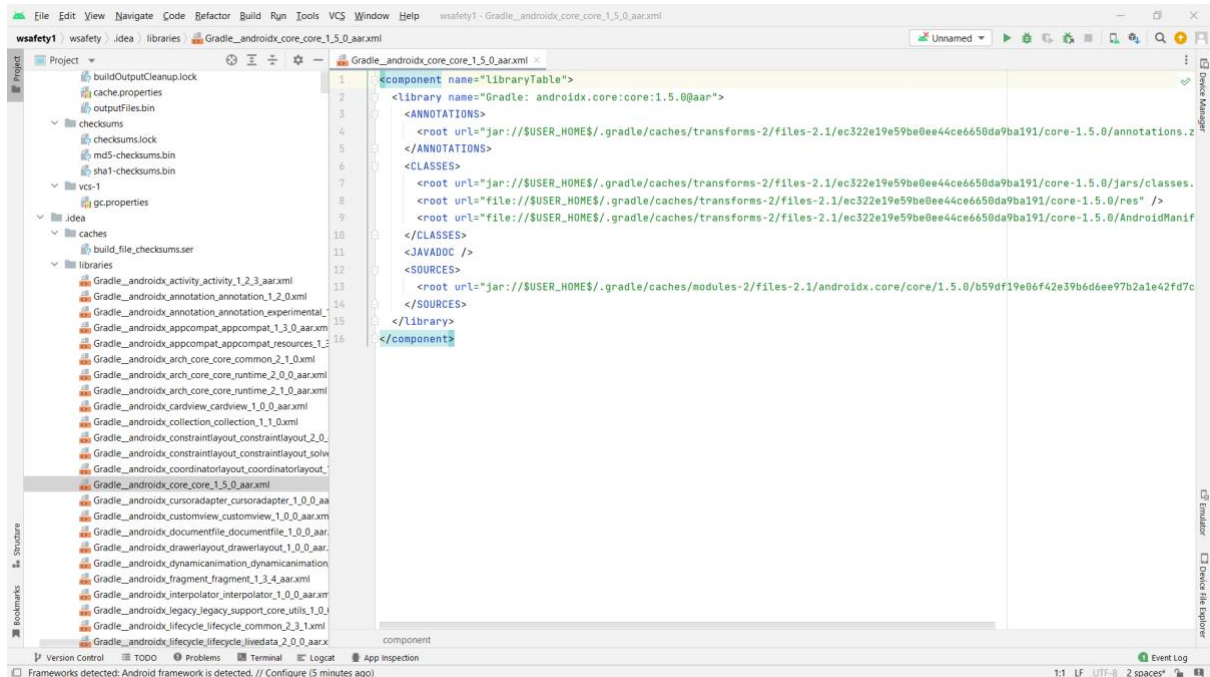 File Edit View Navigate Code Refactor Build Run Tools VCS Window Help wsafety1 - Gradle__androidx_core_core_1_5_0_aar.xml
wsafety1 wsafety .idea libraries Gradle__androidx_core_core_1_5_0_aar.xml Unnamed
Project
Gradle__androidx_core_core_1_5_0_aar.xml
Project
buildOutputCleanup.lock
cache.properties
outputFiles.bin
checksums
checksums.lock
md5-checksums.bin
sha1-checksums.bin
vcs-1
gc.properties
.idea
caches
build_file_checksums.ser
libraries
Gradle__androidx_activity_activity_1_2_3_aar.xml
Gradle__androidx_annotation_annotation_1_2_0.xml
Gradle__androidx_annotation_annotation_experimental_1
Gradle__androidx_appcompat_appcompat_1_3_0_aar.xm
Gradle__androidx_appcompat_appcompat_resources_1_3
Gradle__androidx_arch_core_core_common_2_1_0.xml
Gradle__androidx_arch_core_core_runtime_2_0_0_aar.xml
Gradle__androidx_arch_core_core_runtime_2_1_0_aar.xml
Gradle__androidx_cardview_cardview_1_0_0_aar.xml
Gradle__androidx_collection_collection_1_1_0.xml
Gradle__androidx_constraintlayout_constraintlayout_2_0_
Gradle__androidx_constraintlayout_constraintlayout_solve
Gradle__androidx_coordinatorlayout_coordinatorlayout_1
Gradle__androidx_core_core_1_5_0_aar.xml
Gradle__androidx_cursoradapter_cursoradapter_1_0_0_aa
Gradle__androidx_customview_customview_1_0_0_aar.xm
Gradle__androidx_documentfile_documentfile_1_0_0_aar.
Gradle__androidx_drawerlayout_drawerlayout_1_0_0_aar.
Gradle__androidx_dynamicanimation_dynamicanimation
Gradle__androidx_fragment_fragment_1_3_4_aar.xml
Gradle__androidx_interpolator_interpolator_1_0_0_aar.xm
Gradle__androidx_legacy_legacy_support_core_utils_1_0_
Gradle__androidx_lifecycle_lifecycle_common_2_3_1.xml
Gradle__androidx_lifecycle_lifecycle_livedata_2_0_0_aar.x
Structure
Bookmarks
1 <component name="libraryTable">
2 <library name="Gradle: androidx.core:core:1.5.0@aar">
3 <ANNOTATIONS>
4 <root url="jar://$USER_HOME$/.gradle/caches/transforms-2/files-2.1/ec322e19e59be0ee44ce6650da9ba191/core-1.5.0/annotations.z
5 </ANNOTATIONS>
6 <CLASSES>
7 <root url="jar://$USER_HOME$/.gradle/caches/transforms-2/files-2.1/ec322e19e59be0ee44ce6650da9ba191/core-1.5.0/jars/classes.
8 <root url="file://$USER_HOME$/.gradle/caches/transforms-2/files-2.1/ec322e19e59be0ee44ce6650da9ba191/core-1.5.0/res" />
9 <root url="file://$USER_HOME$/.gradle/caches/transforms-2/files-2.1/ec322e19e59be0ee44ce6650da9ba191/core-1.5.0/AndroidManif
10 </CLASSES>
11 <JAVADOC />
12 <SOURCES>
13 <root url="jar://$USER_HOME$/.gradle/caches/modules-2/files-2.1/androidx.core/core/1.5.0/b59df19e06f42e39b6d6ee97b2a1e42fd7c
14 </SOURCES>
15 </library>
16 </component>
component
Device Manager
Emulator
Device File Explorer
Version Control TODO Problems Terminal Logcat App Inspection Event Log
Frameworks detected: Android framework is detected. // Configure (5 minutes ago) 1:1 LF UTF-8 2 spaces*